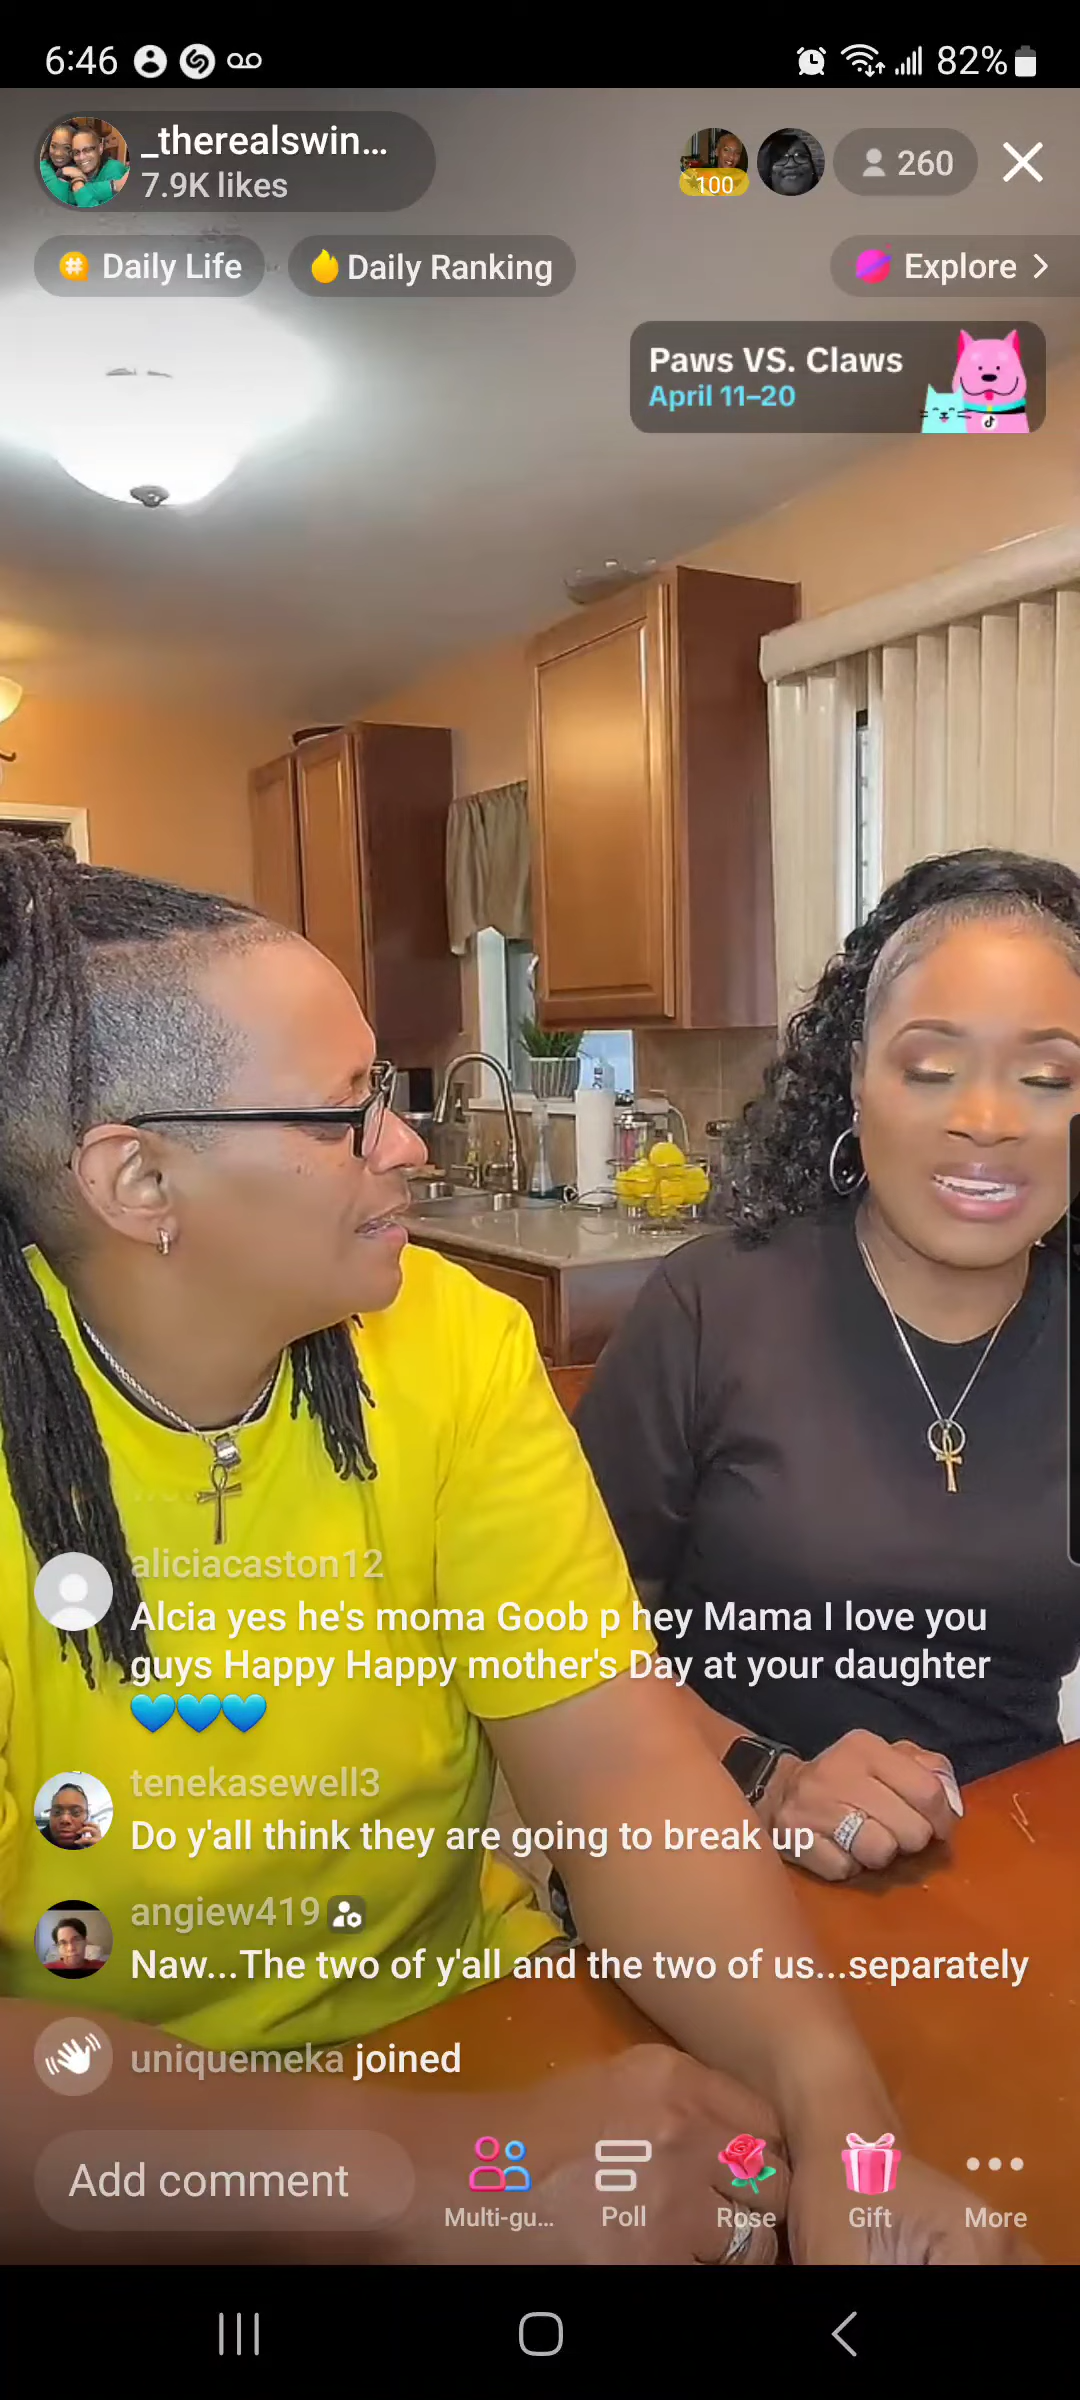 6:46
82%
_therealswin...
7.9K likes
100
260
Daily Life
Daily Ranking
Explore
Paws VS. Claws
April 11–20
aliciacaston12
Alcia yes he's moma Goob p hey Mama I love you
guys Happy Happy mother's Day at your daughter
💙💙💙
tenekasewell3
Do y'all think they are going to break up
angiew419
Naw...The two of y'all and the two of us...separately
uniquemeka joined
Add comment
Multi-gu...
Poll
Rose
Gift
More